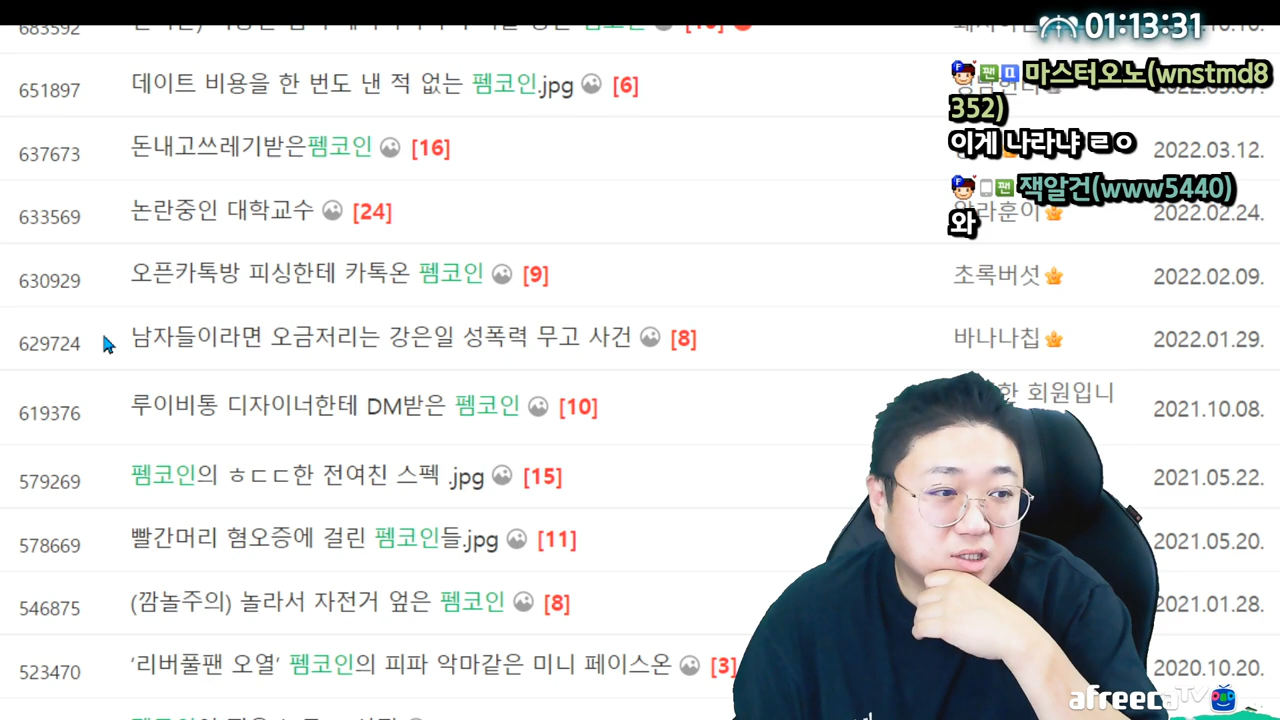 683592
01:13:31
651897 데이트 비용을 한 번도 낸 적 없는 펨코인.jpg [6]
마스터오노(wnstmd8
352)
이게 나라냐 ㄹㅇ
637673 돈내고쓰레기받은펨코인 [16] 2022.03.12.
잭알건(www5440)
와
633569 논란중인 대학교수 [24] 2022.02.24.
630929 오픈카톡방 피싱한테 카톡온 펨코인 [9] 초록버섯 2022.02.09.
629724 남자들이라면 오금저리는 강은일 성폭력 무고 사건 [8] 바나나칩 2022.01.29.
619376 루이비통 디자이너한테 DM받은 펨코인 [10] 한 회원입니 2021.10.08.
579269 펨코인의 ㅎㄷㄷ한 전여친 스펙 .jpg [15] 2021.05.22.
578669 빨간머리 혐오증에 걸린 펨코인들.jpg [11] 2021.05.20.
546875 (깜놀주의) 놀라서 자전거 엎은 펨코인 [8] 2021.01.28.
523470 ‘리버풀팬 오열’ 펨코인의 피파 악마같은 미니 페이스온 [3] 2020.10.20.
afreecaTV